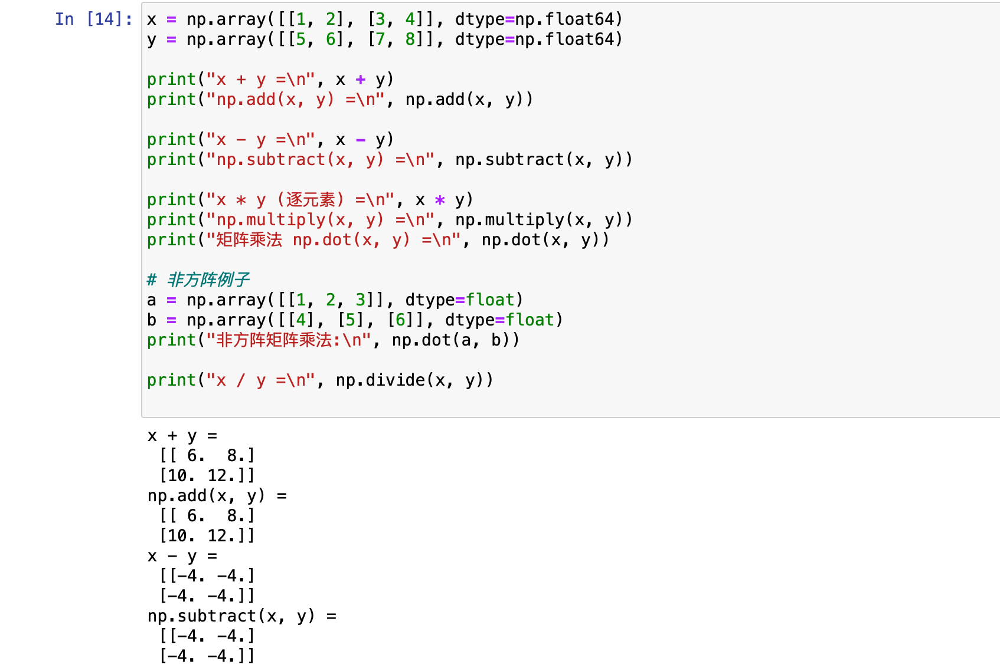 In [14]: x = np.array([[1, 2], [3, 4]], dtype=np.float64)
y = np.array([[5, 6], [7, 8]], dtype=np.float64)
print("x + y =\n", x + y)
print("np.add(x, y) =\n", np.add(x, y))
print("x - y =\n", x - y)
print("np.subtract(x, y) =\n", np.subtract(x, y))
print("x * y (逐元素) =\n", x * y)
print("np.multiply(x, y) =\n", np.multiply(x, y))
print("矩阵乘法 np.dot(x, y) =\n", np.dot(x, y))
# 非方阵例子
a = np.array([[1, 2, 3]], dtype=float)
b = np.array([[4], [5], [6]], dtype=float)
print("非方阵矩阵乘法:\n", np.dot(a, b))
print("x / y =\n", np.divide(x, y))
x + y =
[[ 6.  8.]
[10. 12.]]
np.add(x, y) =
[[ 6.  8.]
[10. 12.]]
x - y =
[[-4. -4.]
[-4. -4.]]
np.subtract(x, y) =
[[-4. -4.]
[-4. -4.]]